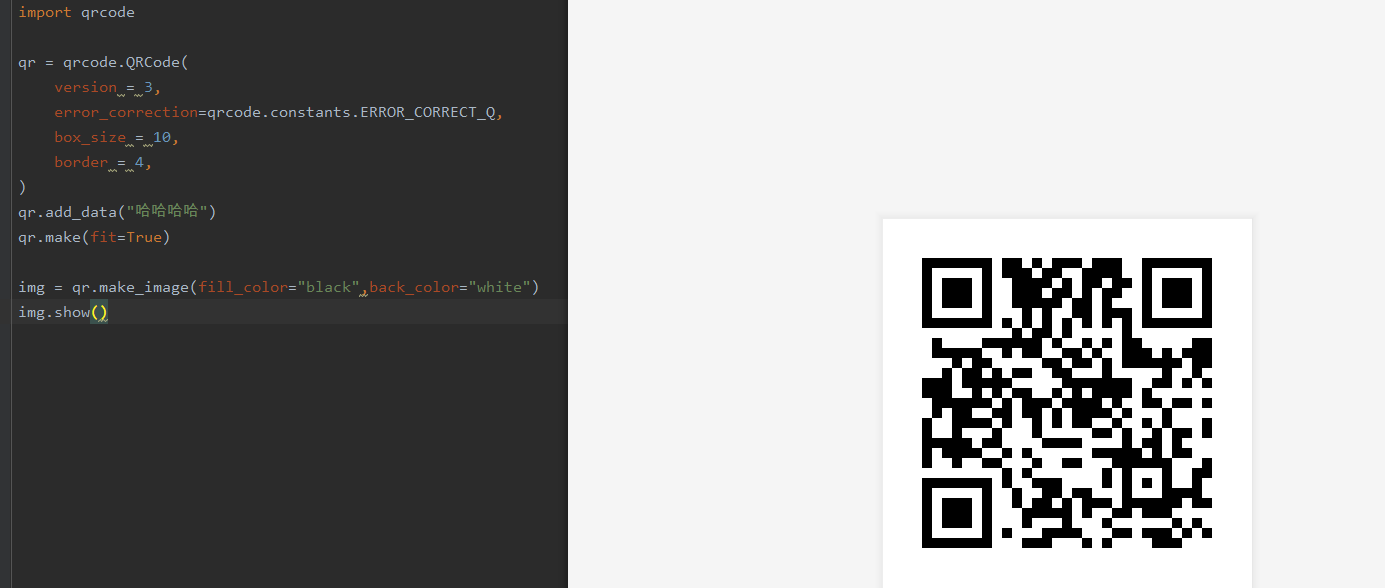 import qrcode
qr = qrcode.QRCode(
version = 3,
error_correction=qrcode.constants.ERROR_CORRECT_Q,
box_size = 10,
border = 4,
)
qr.add_data("哈哈哈哈")
qr.make(fit=True)
img = qr.make_image(fill_color="black",back_color="white")
img.show()